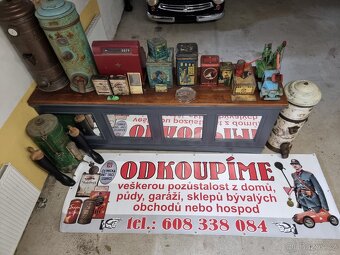 ODKOUPÍME
veškerou pozůstalost z domů,
půdy, garáží, sklepů bývalých
obchodů nebo hospod
tel.: 608 338 084